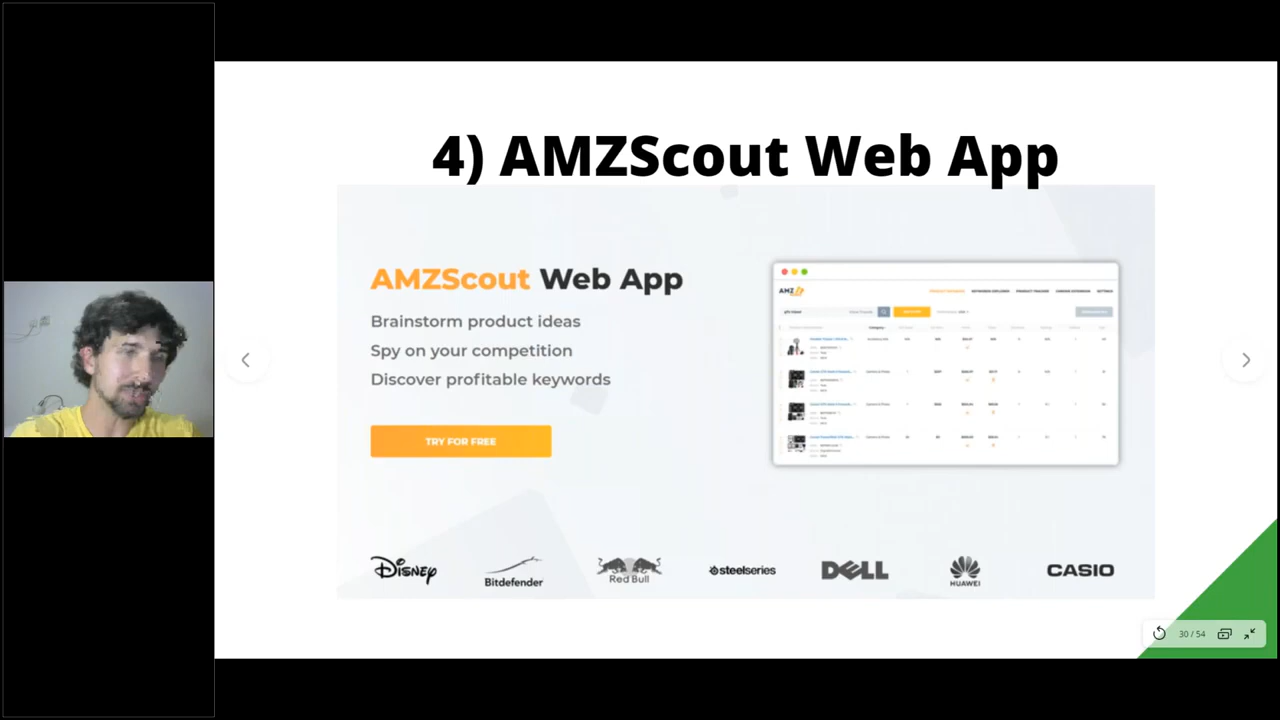 4) AMZScout Web App
AMZScout Web App
Brainstorm product ideas
Spy on your competition
Discover profitable keywords
TRY FOR FREE
AMZ
Disney
Bitdefender
Red Bull
steelseries
DELL
HUAWEI
CASIO
30 / 54